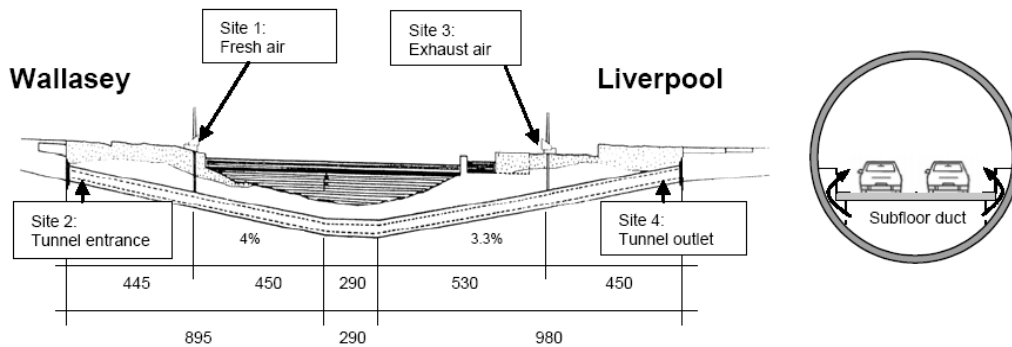 Site 1:
Fresh air
Site 3:
Exhaust air
Wallasey
Liverpool
Site 2:
Tunnel entrance
4%
3.3%
Site 4:
Tunnel outlet
Subfloor duct
445
450
290
530
450
895
290
980